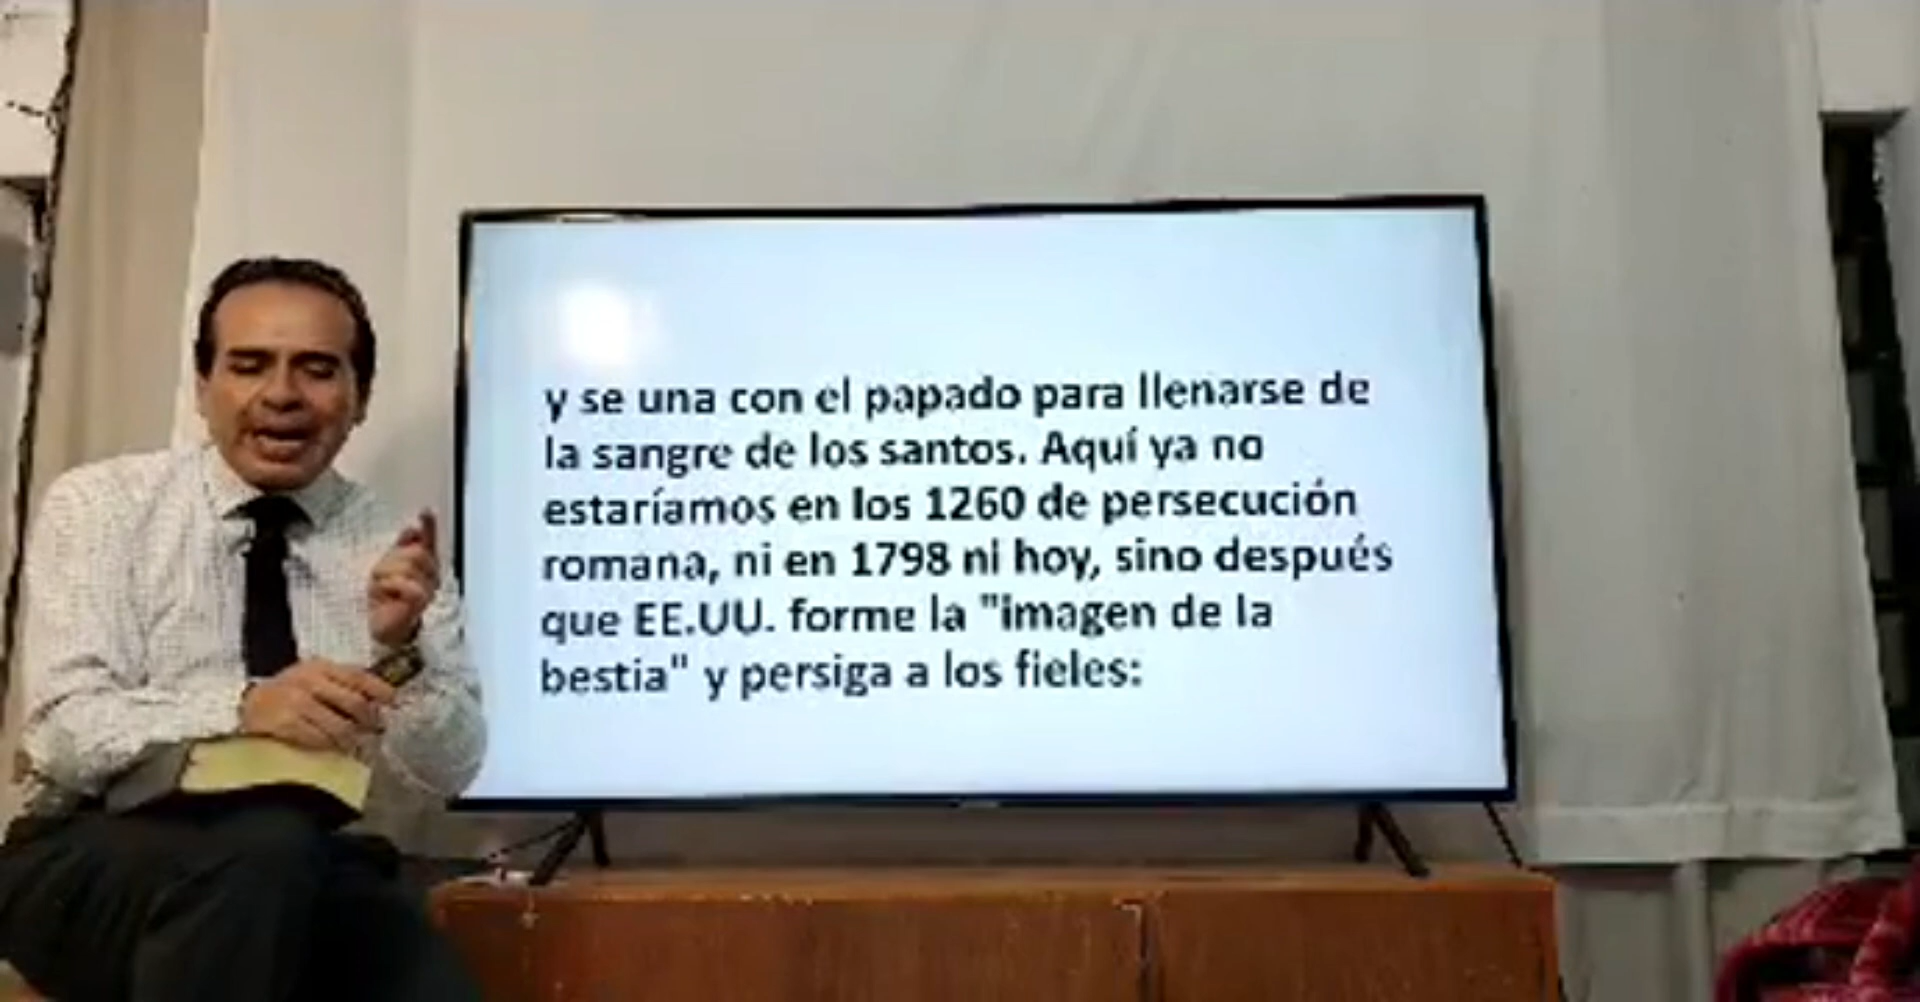 y se una con el papado para llenarse de
la sangre de los santos. Aquí ya no
estaríamos en los 1260 de persecución
romana, ni en 1798 ni hoy, sino después
que EE.UU. forme la "imagen de la
bestia" y persiga a los fieles: